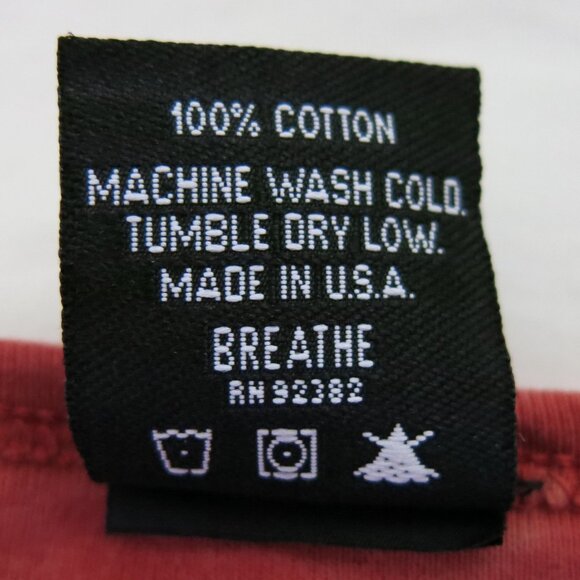 100% COTTON
MACHINE WASH COLD.
TUMBLE DRY LOW.
MADE IN U.S.A.
BREATHE
RN 92382